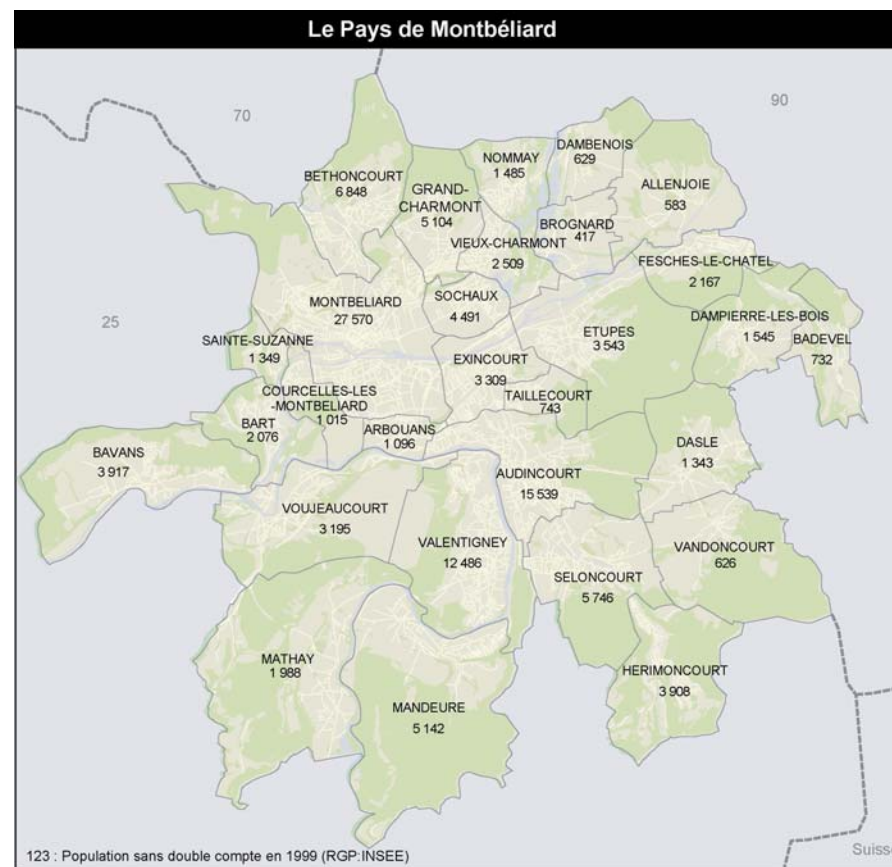 Le Pays de Montbéliard
70
90
25
BETHONCOURT
6 848
GRAND-
CHARMONT
5 104
NOMMAY
1 485
DAMBENOIS
629
ALLENJOIE
583
BROGNARD
417
VIEUX-CHARMONT
2 509
FESCHES-LE-CHATEL
2 167
MONTBELIARD
27 570
SOCHAUX
4 491
ETUPES
3 543
DAMPIERRE-LES-BOIS
1 545
BADEVEL
732
SAINTE-SUZANNE
1 349
EXINCOURT
3 309
TAILLECOURT
743
COURCELLES-LES
-MONTBELIARD
1 015
BART
2 076
ARBOUANS
1 096
BAVANS
3 917
DASLE
1 343
AUDINCOURT
15 539
VOUJEAUCOURT
3 195
VALENTIGNEY
12 486
SELONCOURT
5 746
VANDONCOURT
626
MATHAY
1 988
MANDEURE
5 142
HERIMONCOURT
3 908
123 : Population sans double compte en 1999 (RGP:INSEE)
Suiss